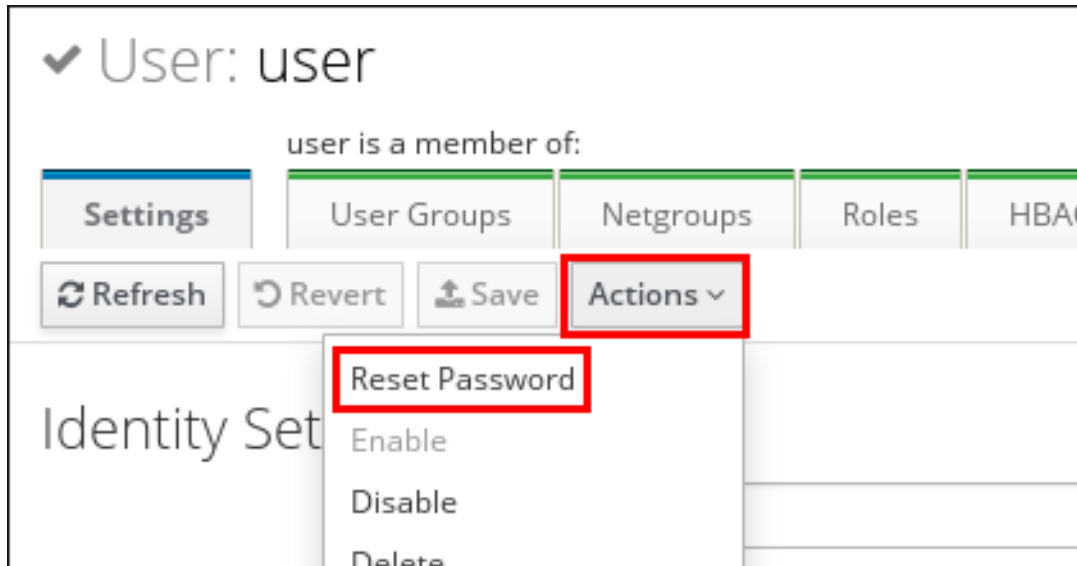 User: user
user is a member of:
Settings User Groups Netgroups Roles
Refresh Revert Save Actions
Reset Password
Identity Set
Enable
Disable
Delete